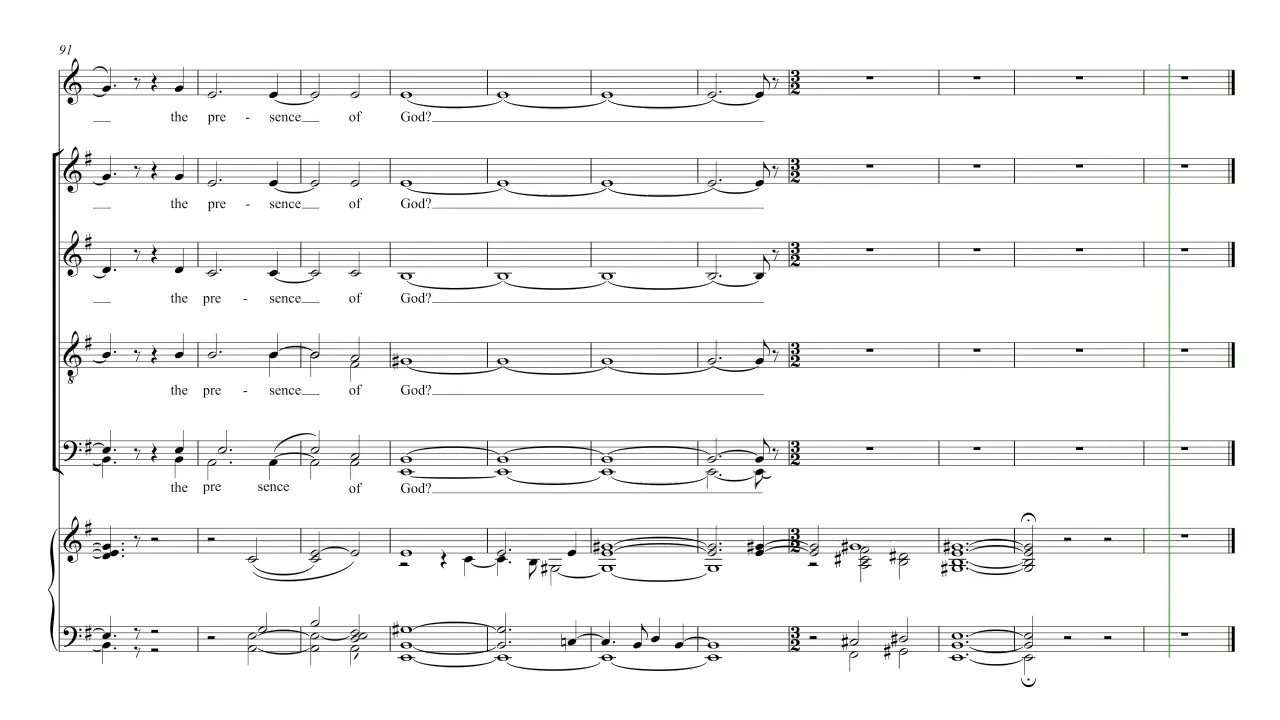 91
the pre - sence of God?
the pre - sence of God?
the pre - sence of God?
the pre - sence of God?
the pre sence of God?